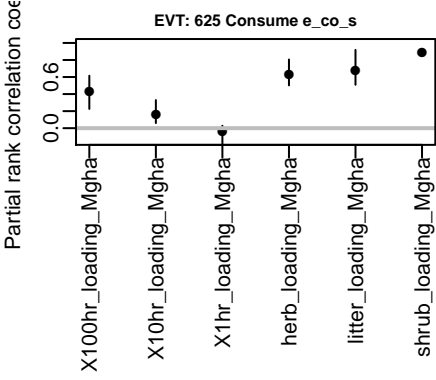 EVT: 625 Consume e_co_s
Partial rank correlation coe
0.6
0.0
X100hr_loading_Mgha
X10hr_loading_Mgha
X1hr_loading_Mgha
herb_loading_Mgha
litter_loading_Mgha
shrub_loading_Mgha